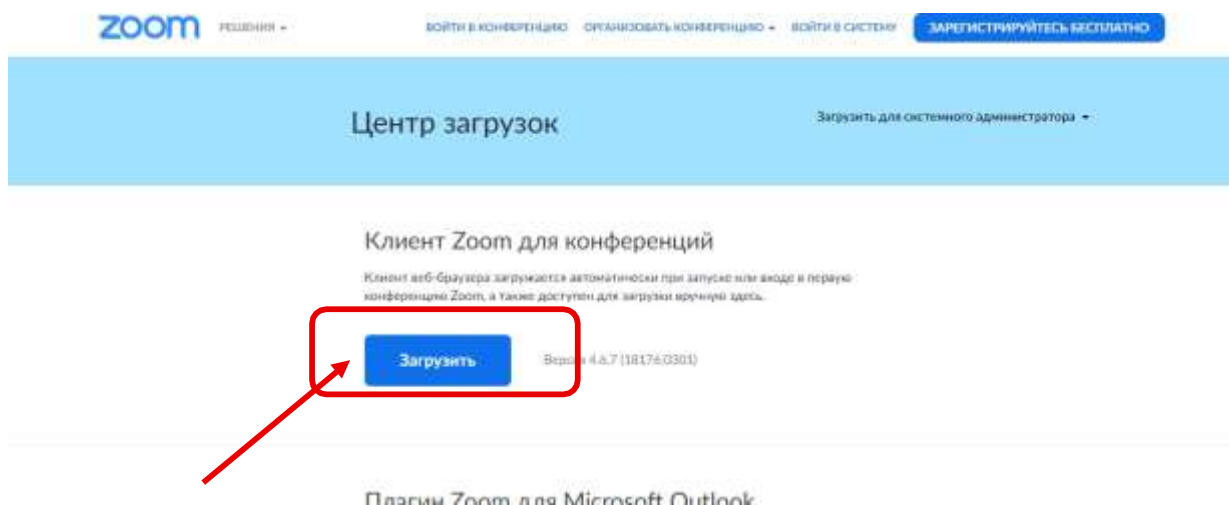 zoom РЕШЕНИЯ ВОЙТИ В КОНФЕРЕНЦИЮ ОРГАНИЗОВАТЬ КОНФЕРЕНЦИЮ ВОЙТИ В СИСТЕМУ ЗАРЕГИСТРИРУЙТЕСЬ БЕСПЛАТНО
Центр загрузок
Загрузить для системного администратора
Клиент Zoom для конференций
Клиент веб-браузера загружается автоматически при запуске или входе в первую
конференцию Zoom, а также доступен для загрузки вручную здесь.
Загрузить
Версия 4.6.7 (18176.0301)
Плагин Zoom для Microsoft Outlook